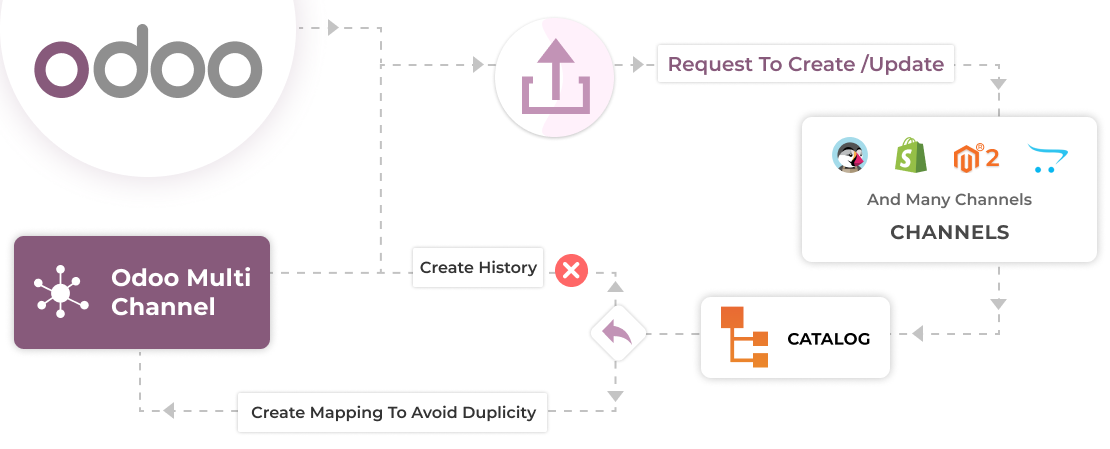 odoo
Request To Create /Update
2
And Many Channels
CHANNELS
Odoo Multi
Channel
Create History
CATALOG
Create Mapping To Avoid Duplicity